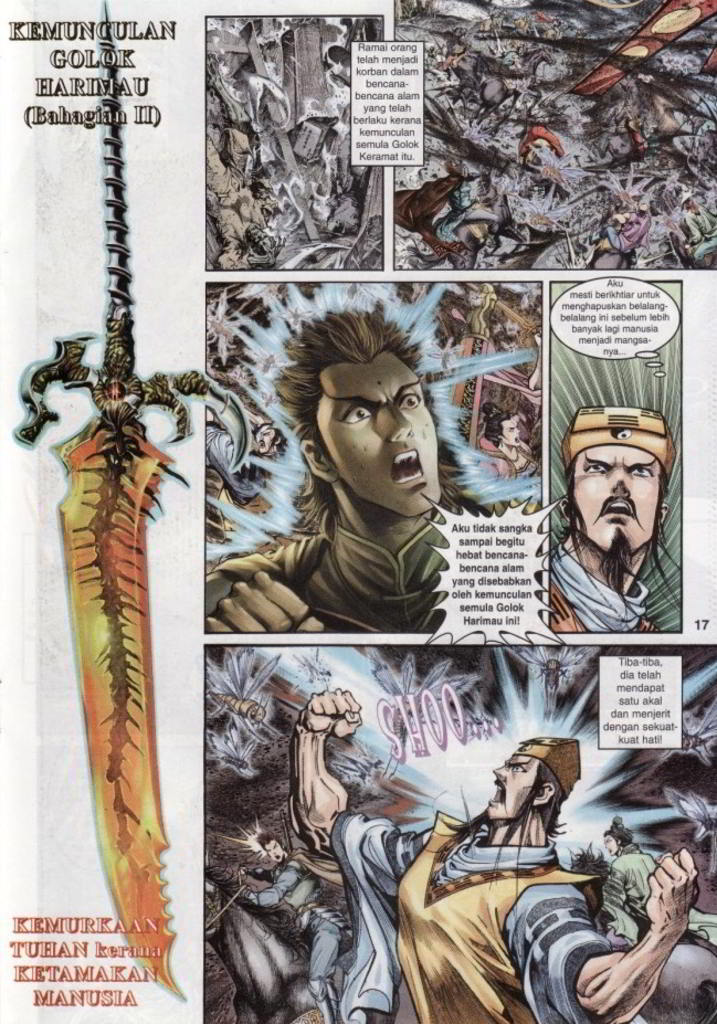 KEMUNCULAN
GOLOK
HARIMAU
(Bahagian II)
Ramai orang
telah menjadi
korban dalam
bencana-
bencana alam
yang telah
berlaku kerana
kemunculan
semula Golok
Keramat itu.
Aku
mesti berikhtiar untuk
menghapuskan belalang-
belalang ini sebelum lebih
banyak lagi manusia
menjadi mangsa-
nya...
Aku tidak sangka
sampai begitu
hebat bencana-
bencana alam
yang disebabkan
oleh kemunculan
semula Golok
Harimau ini!
17
Tiba-tiba,
dia telah
mendapat
satu akal
dan menjerit
dengan sekuat-
kuat hati!
SHOO....
KEMURKAAN
TUHAN kerana
KETAMAKAN
MANUSIA